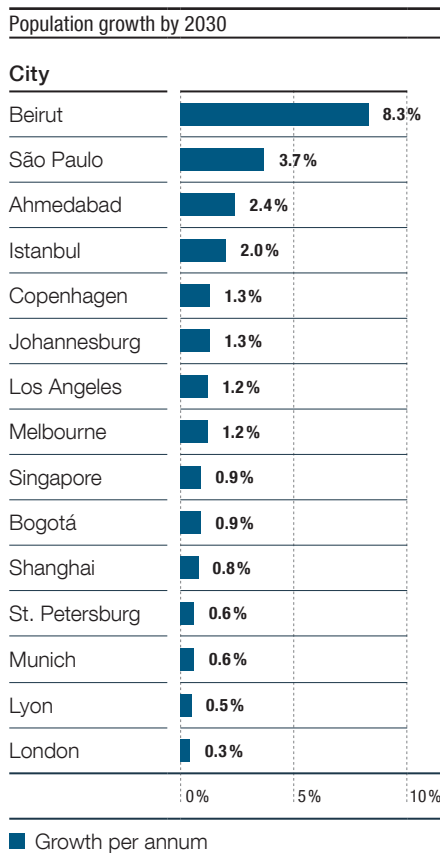 Population growth by 2030
City
Beirut 8.3%
São Paulo 3.7%
Ahmedabad 2.4%
Istanbul 2.0%
Copenhagen 1.3%
Johannesburg 1.3%
Los Angeles 1.2%
Melbourne 1.2%
Singapore 0.9%
Bogotá 0.9%
Shanghai 0.8%
St. Petersburg 0.6%
Munich 0.6%
Lyon 0.5%
London 0.3%
0% 5% 10%
Growth per annum